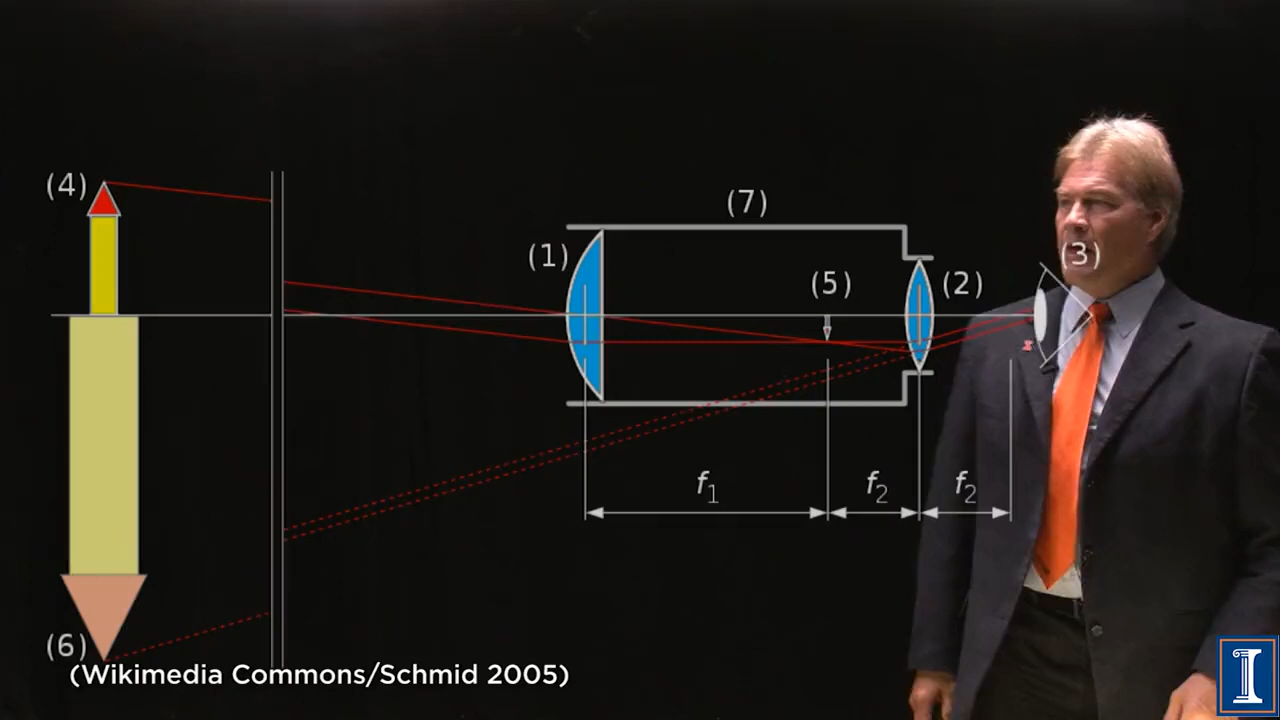 (4)
(7)
(1)
(5)
(2)
(3)
f1
f2
f2
(6)
(Wikimedia Commons/Schmid 2005)
I